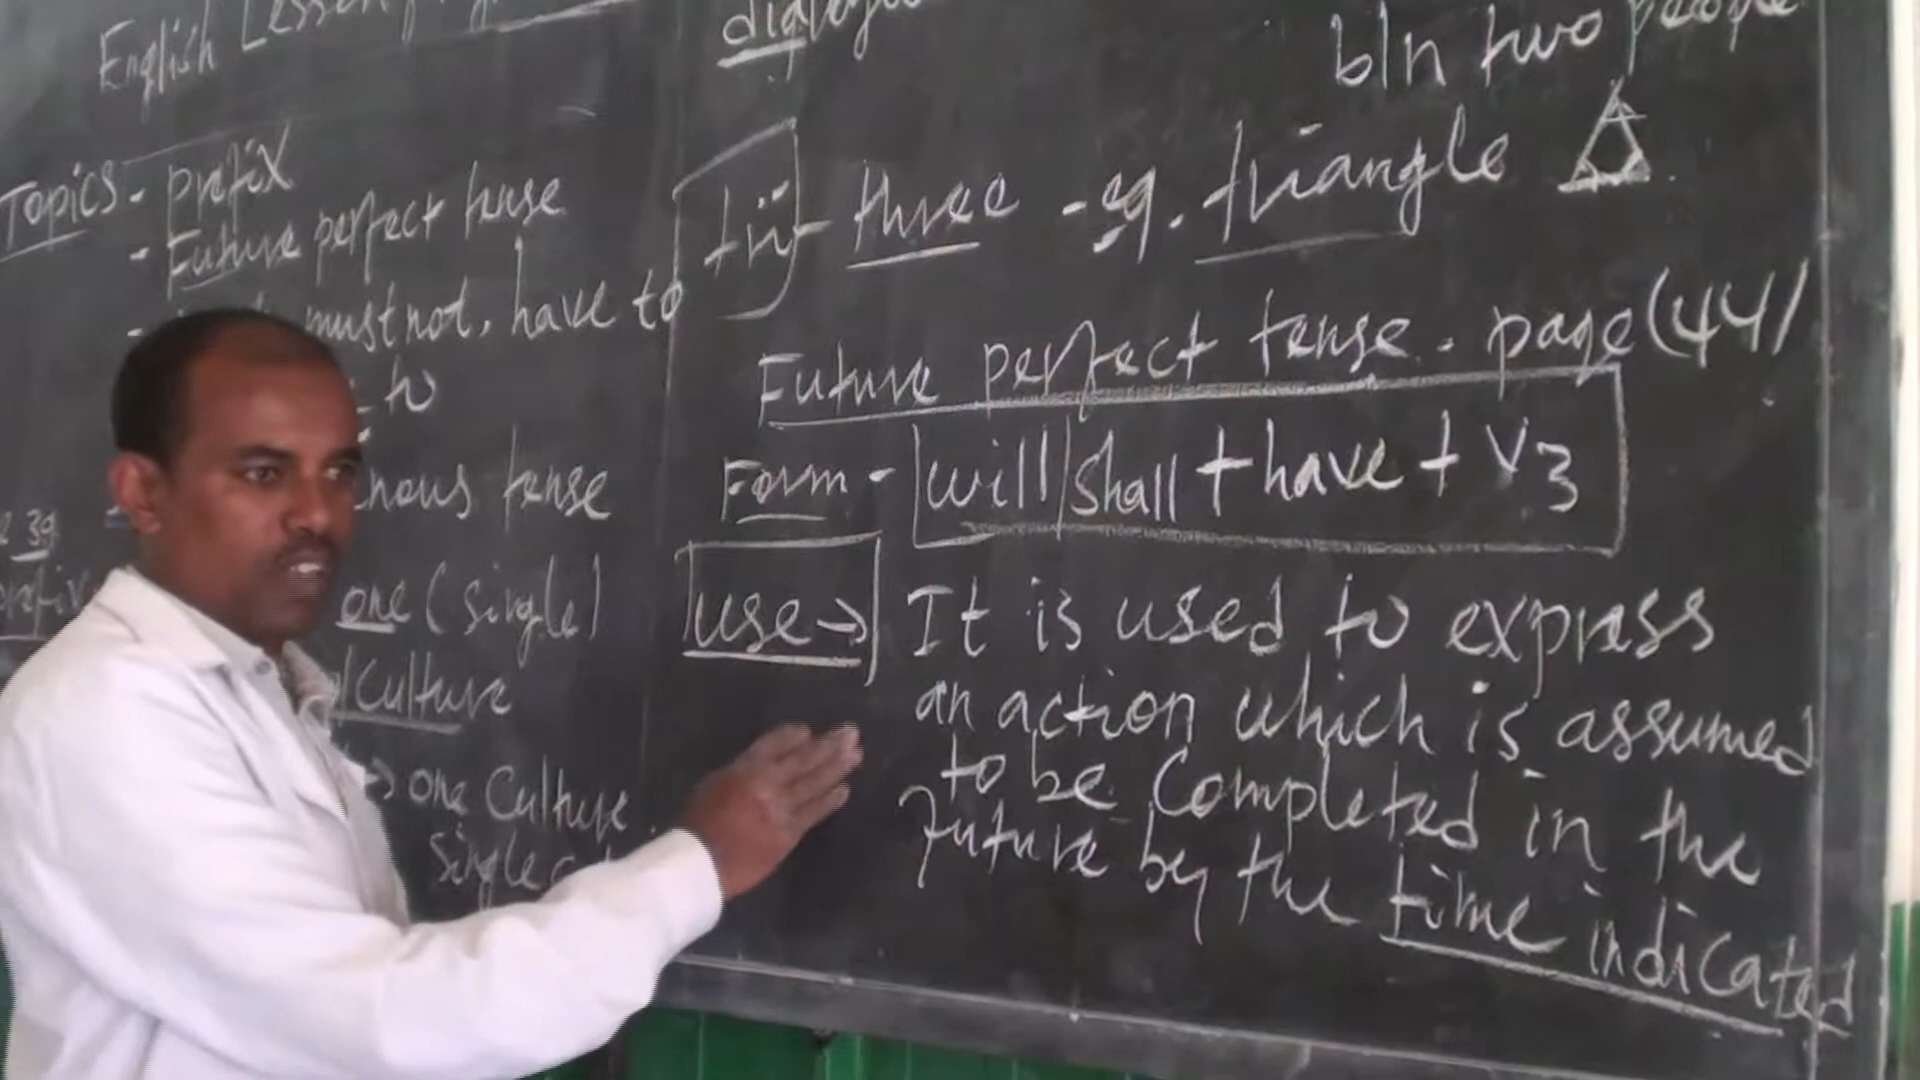 English Lesson
Topics - prefix
- Future perfect tense
must not, have to
to
tense
39
one (single)
culture
→ one Culture
Single
b/n two people
tri - three - eg. triangle
Future perfect tense. page (44)
Form - will/shall + have + V3
use → It is used to express
an action which is assumed
to be completed in the
future by the time indicated